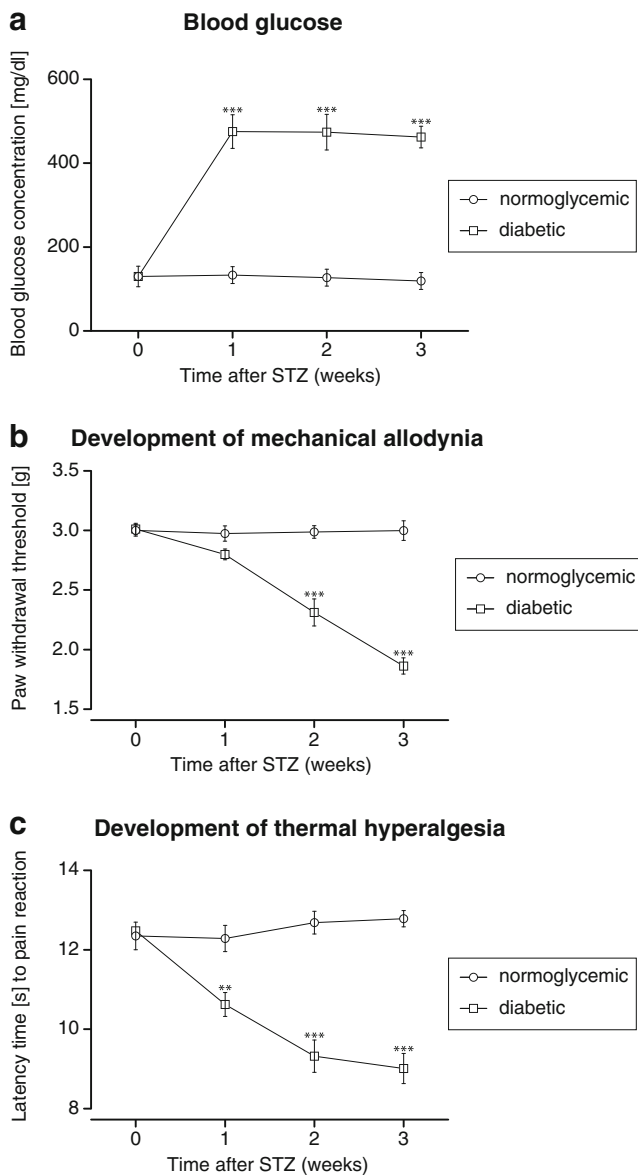 a
Blood glucose
Blood glucose concentration [mg/dl]
600
400
200
0
***
***
***
0 1 2 3
Time after STZ (weeks)
normoglycemic
diabetic
b
Development of mechanical allodynia
Paw withdrawal threshold [g]
3.5
3.0
2.5
2.0
1.5
***
***
0 1 2 3
Time after STZ (weeks)
normoglycemic
diabetic
c
Development of thermal hyperalgesia
Latency time [s] to pain reaction
14
12
10
8
**
***
***
0 1 2 3
Time after STZ (weeks)
normoglycemic
diabetic